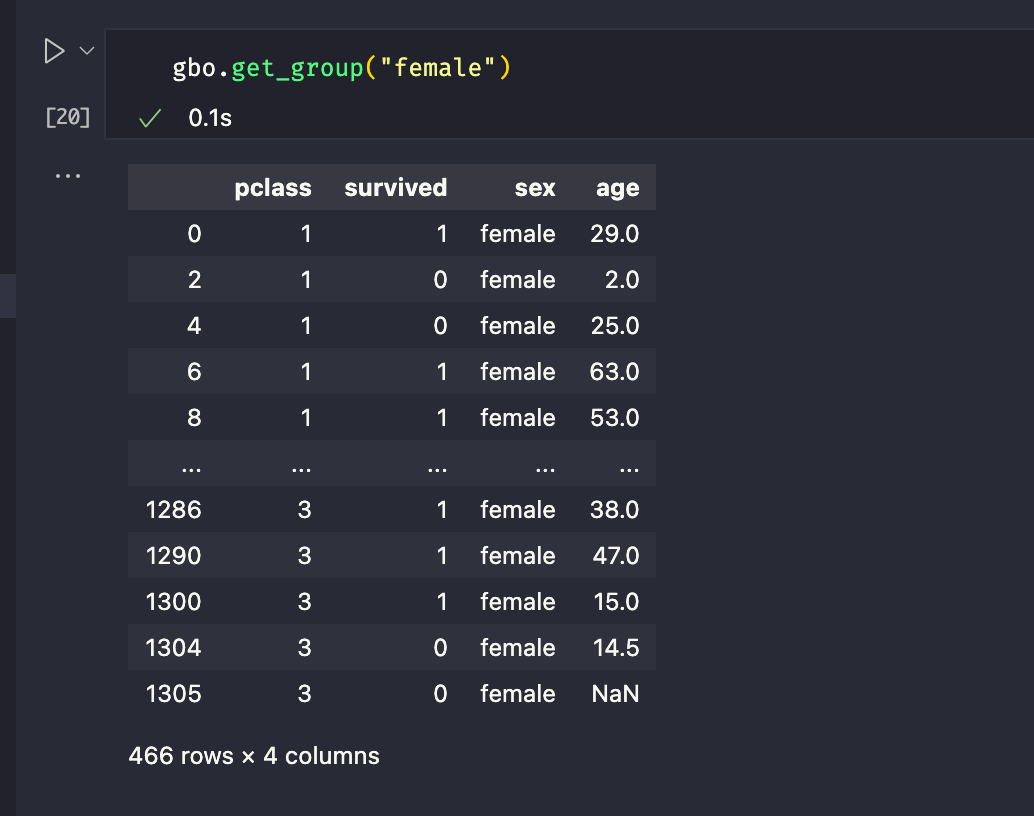 gbo.get_group("female")
[20] ✓ 0.1s
...
pclass survived sex age
0 1 1 female 29.0
2 1 0 female 2.0
4 1 0 female 25.0
6 1 1 female 63.0
8 1 1 female 53.0
... ... ... ... ...
1286 3 1 female 38.0
1290 3 1 female 47.0
1300 3 1 female 15.0
1304 3 0 female 14.5
1305 3 0 female NaN
466 rows × 4 columns